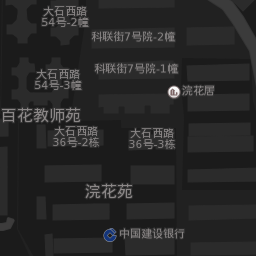 大石西路
54号-2幢
科联街7号院-2幢
科联街7号院-1幢
大石西路
54号-3幢
浣花居
百花教师苑
大石西路
36号-2栋
大石西路
36号-3栋
浣花苑
中国建设银行